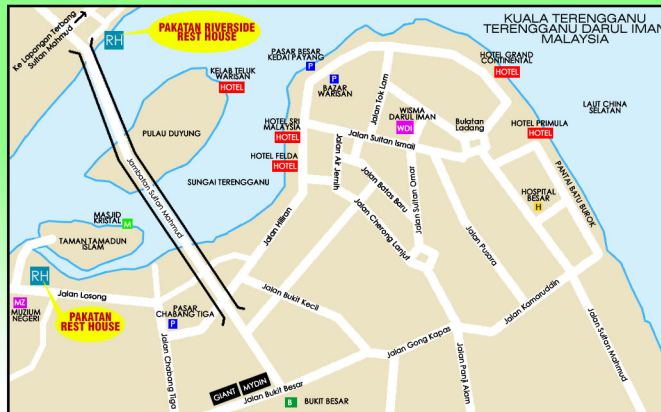 KUALA TERENGGANU
TERENGGANU DARUL IMAN
MALAYSIA
Ke Lapangan Terbang
Sultan Mahmud
RH
PAKATAN RIVERSIDE
REST HOUSE
PASAR BESAR
KEDAI PAYANG
P
P
BAZAR
WARISAN
HOTEL GRAND
CONTINENTAL
HOTEL
KELAB TELUK
WARISAN
HOTEL
Jalan Tok Lam
WISMA
DARUL IMAN
WDI
Bulatan
Ladang
LAUT CHINA
SELATAN
HOTEL PRIMULA
HOTEL
HOTEL SRI
MALAYSIA
HOTEL
PULAU DUYUNG
Jalan Sultan Ismail
HOTEL FELDA
HOTEL
Jalan Air Jernih
Jambatan Sultan Mahmud
SUNGAI TERENGGANU
Jalan Batas Baru
Jalan Sultan Omar
PANTAI BATU BUROK
HOSPITAL
BESAR
H
MASJID
KRISTAL
M
TAMAN TAMADUN
ISLAM
Jalan Hiliran
Jalan Cherong Lanjut
Jalan Pusara
RH
Jalan Losong
MZ
MUZIUM
NEGERI
PAKATAN
REST HOUSE
PASAR
CHABANG TIGA
P
Jalan Bukit Kecil
Jalan Kamaruddin
Jalan Sultan Mahmud
Jalan Chabang Tiga
Jalan Gong Kapas
Jalan Panji Alam
GIANT
MYDIN
Jalan Bukit Besar
B
BUKIT BESAR